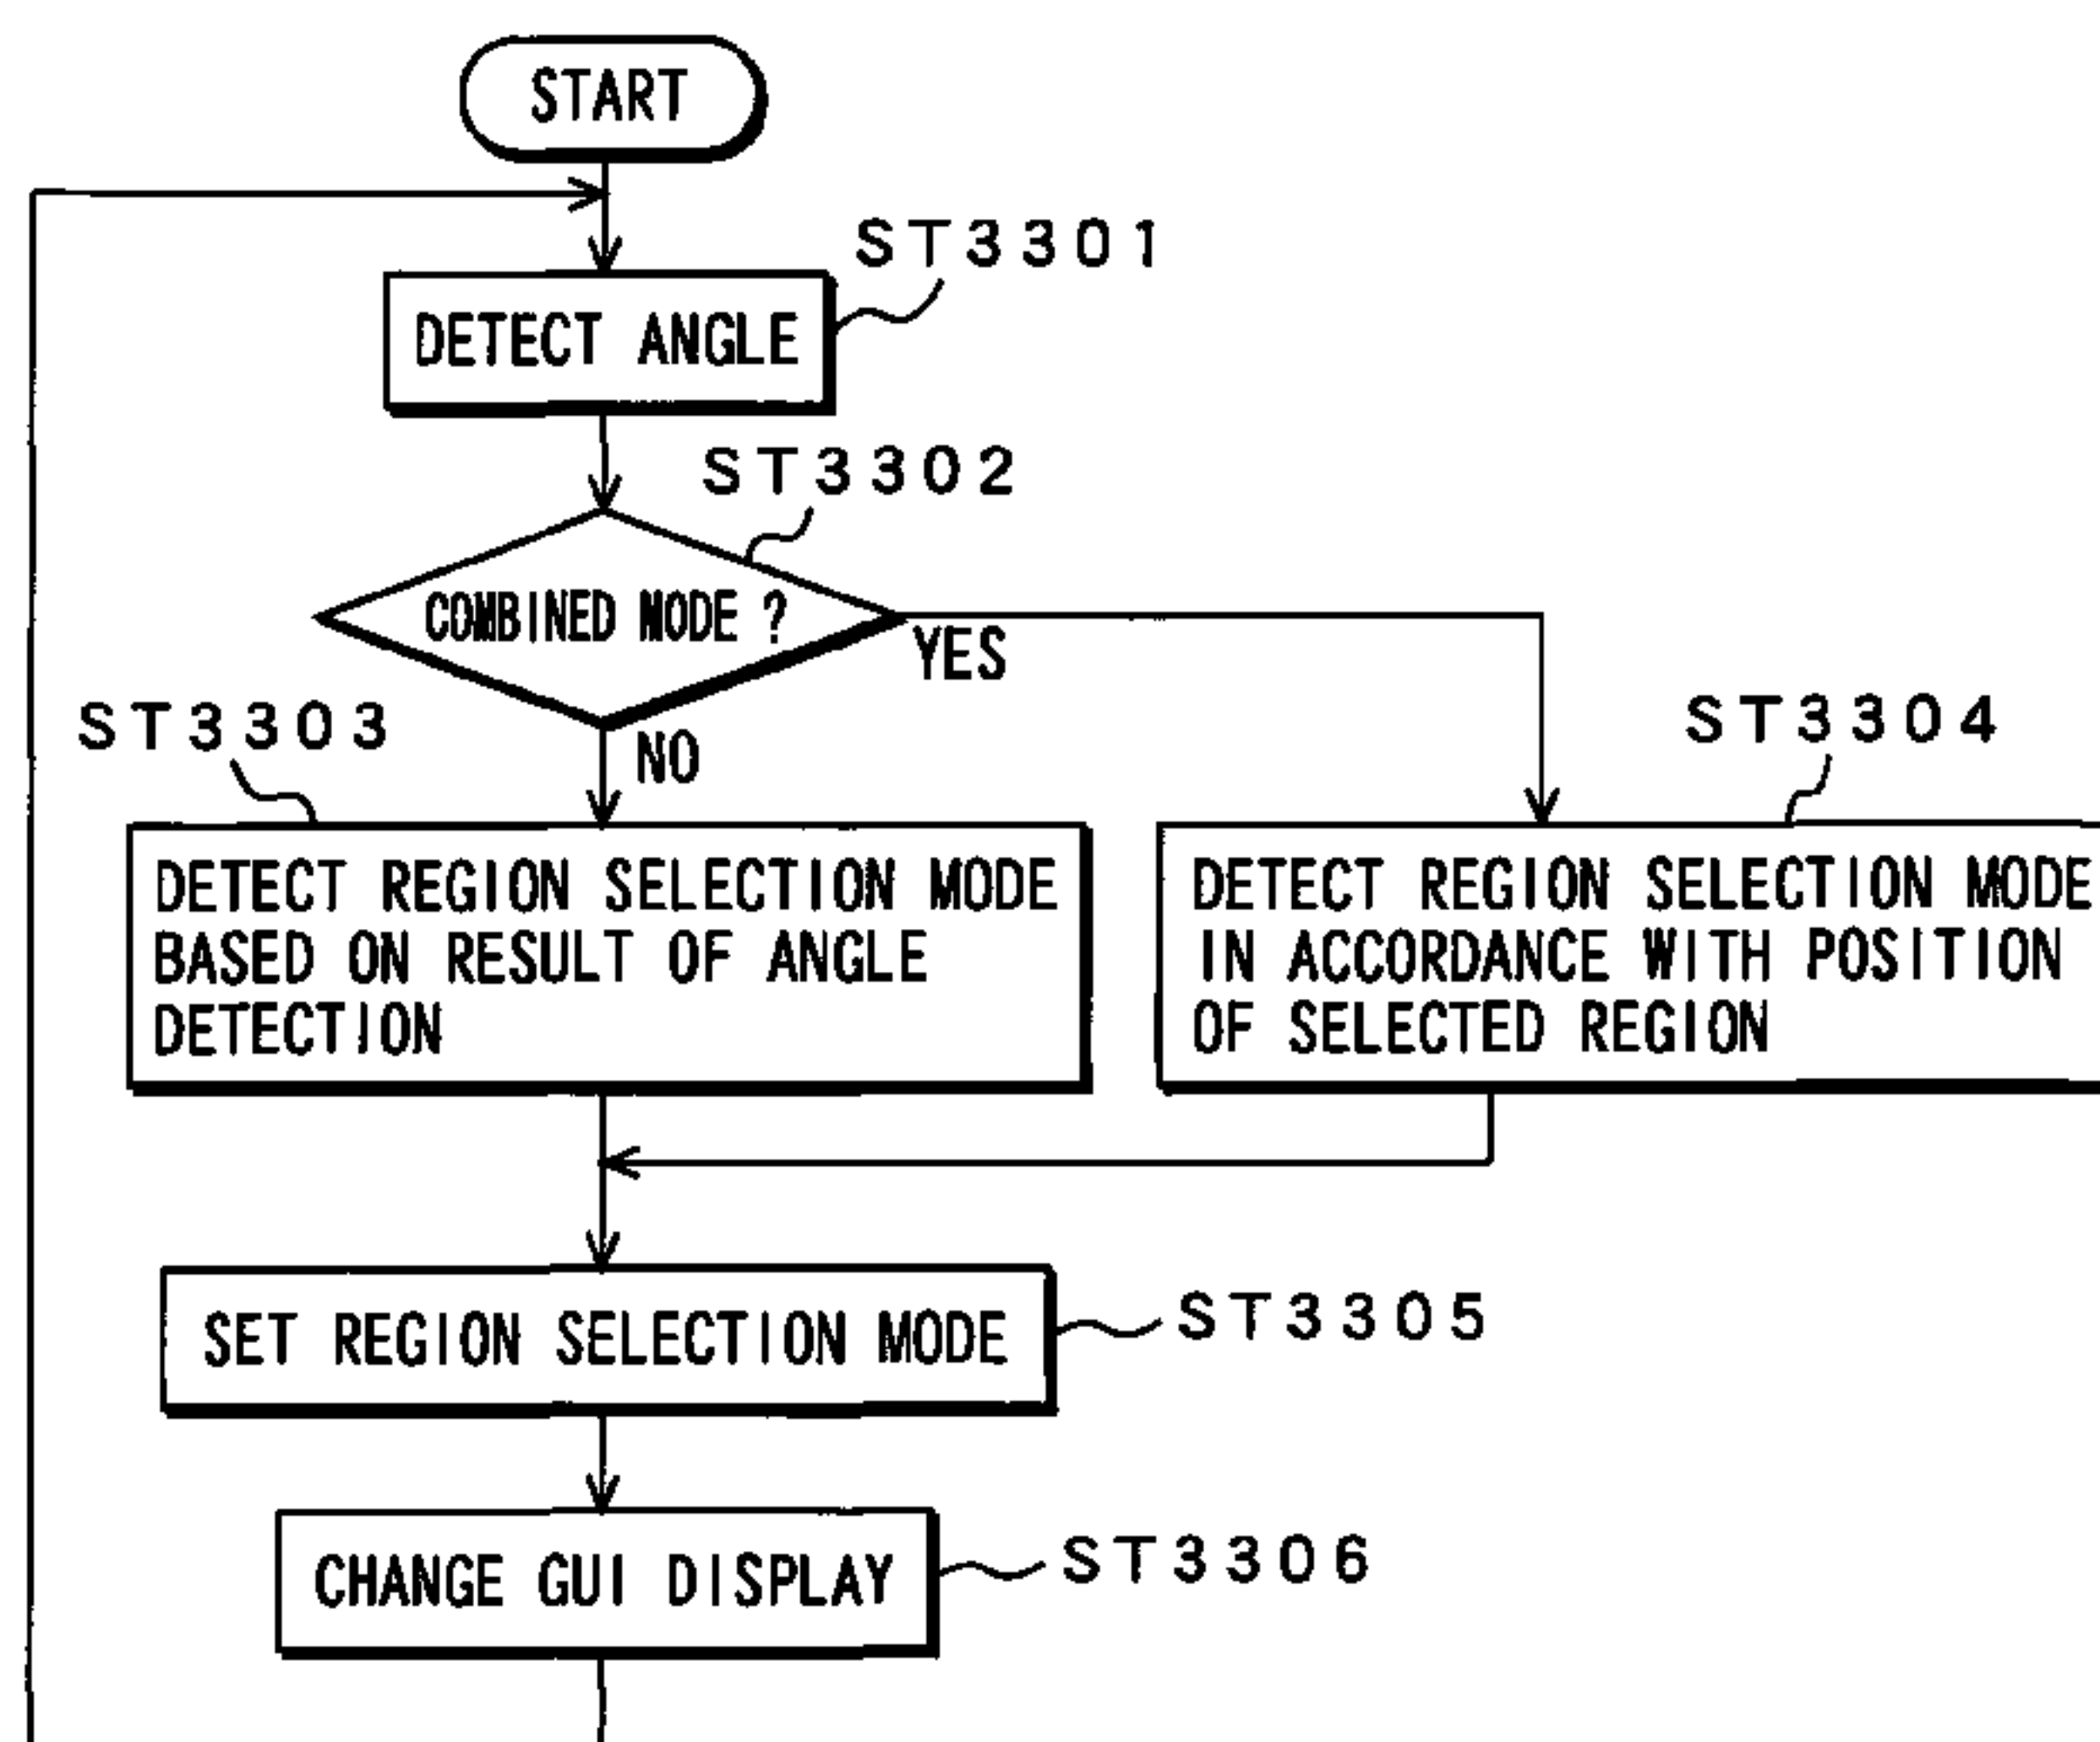 START
ST3301
DETECT ANGLE
ST3302
COMBINED MODE ?
YES
NO
ST3303
DETECT REGION SELECTION MODE
BASED ON RESULT OF ANGLE
DETECTION
ST3304
DETECT REGION SELECTION MODE
IN ACCORDANCE WITH POSITION
OF SELECTED REGION
SET REGION SELECTION MODE
ST3305
CHANGE GUI DISPLAY
ST3306